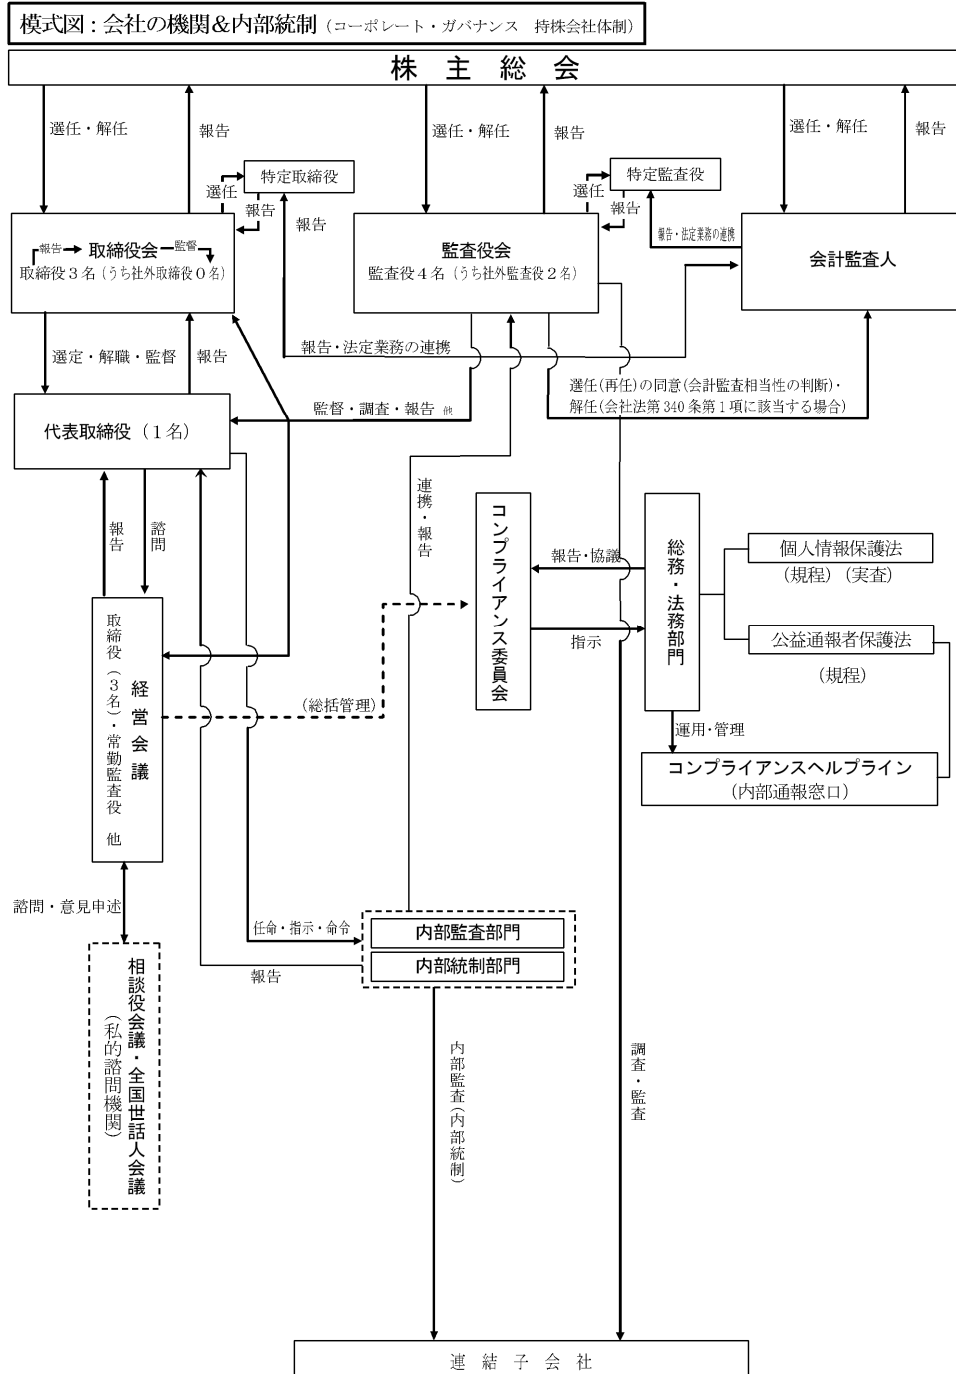 模式図：会社の機関＆内部統制（コーポレート・ガバナンス　持株会社体制）
株　主　総　会
選任・解任
報告
選任・解任
報告
選任・解任
報告
特定取締役
選任
報告
報告
特定監査役
選任
報告
報告・法定業務の連携
報告
取締役会
監督
取締役３名（うち社外取締役０名）
監査役会
監査役４名（うち社外監査役２名）
会計監査人
選定・解職・監督
報告
報告・法定業務の連携
選任（再任）の同意（会計監査相当性の判断）・
解任（会社法第340条第１項に該当する場合）
監督・調査・報告 他
代表取締役（１名）
報告
諮問
連携・報告
コンプライアンス委員会
報告・協議
指示
総務・法務部門
個人情報保護法
（規程）（実査）
公益通報者保護法
（規程）
運用・管理
コンプライアンスヘルプライン
（内部通報窓口）
経営会議
取締役（３名）・常勤監査役　他
（総括管理）
諮問・意見申述
任命・指示・命令
報告
内部監査部門
内部統制部門
相談役会議・全国世話人会議
（私的諮問機関）
内部監査（内部統制）
調査・監査
連　結　子　会　社